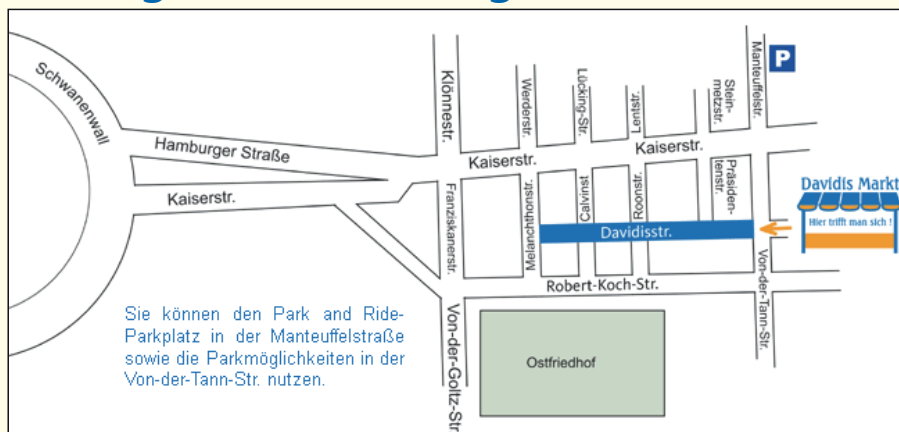 Schwanenwall
Hamburger Straße
Kaiserstr.
Klönnestr.
Werderstr.
Lücking-Str.
Lentstr.
Stein-
metzstr.
Manteuffelstr.
P
Kaiserstr.
Kaiserstr.
Franziskanerstr.
Melanchthonstr.
Calvinst
Roonstr.
Präsiden-
tenstr.
Davidisstr.
Davidis Markt
Hier trifft man sich !
Robert-Koch-Str.
Von-der-Tann-Str.
Von-der-Goltz-Str
Ostfriedhof
Sie können den Park and Ride-
Parkplatz in der Manteuffelstraße
sowie die Parkmöglichkeiten in der
Von-der-Tann-Str. nutzen.